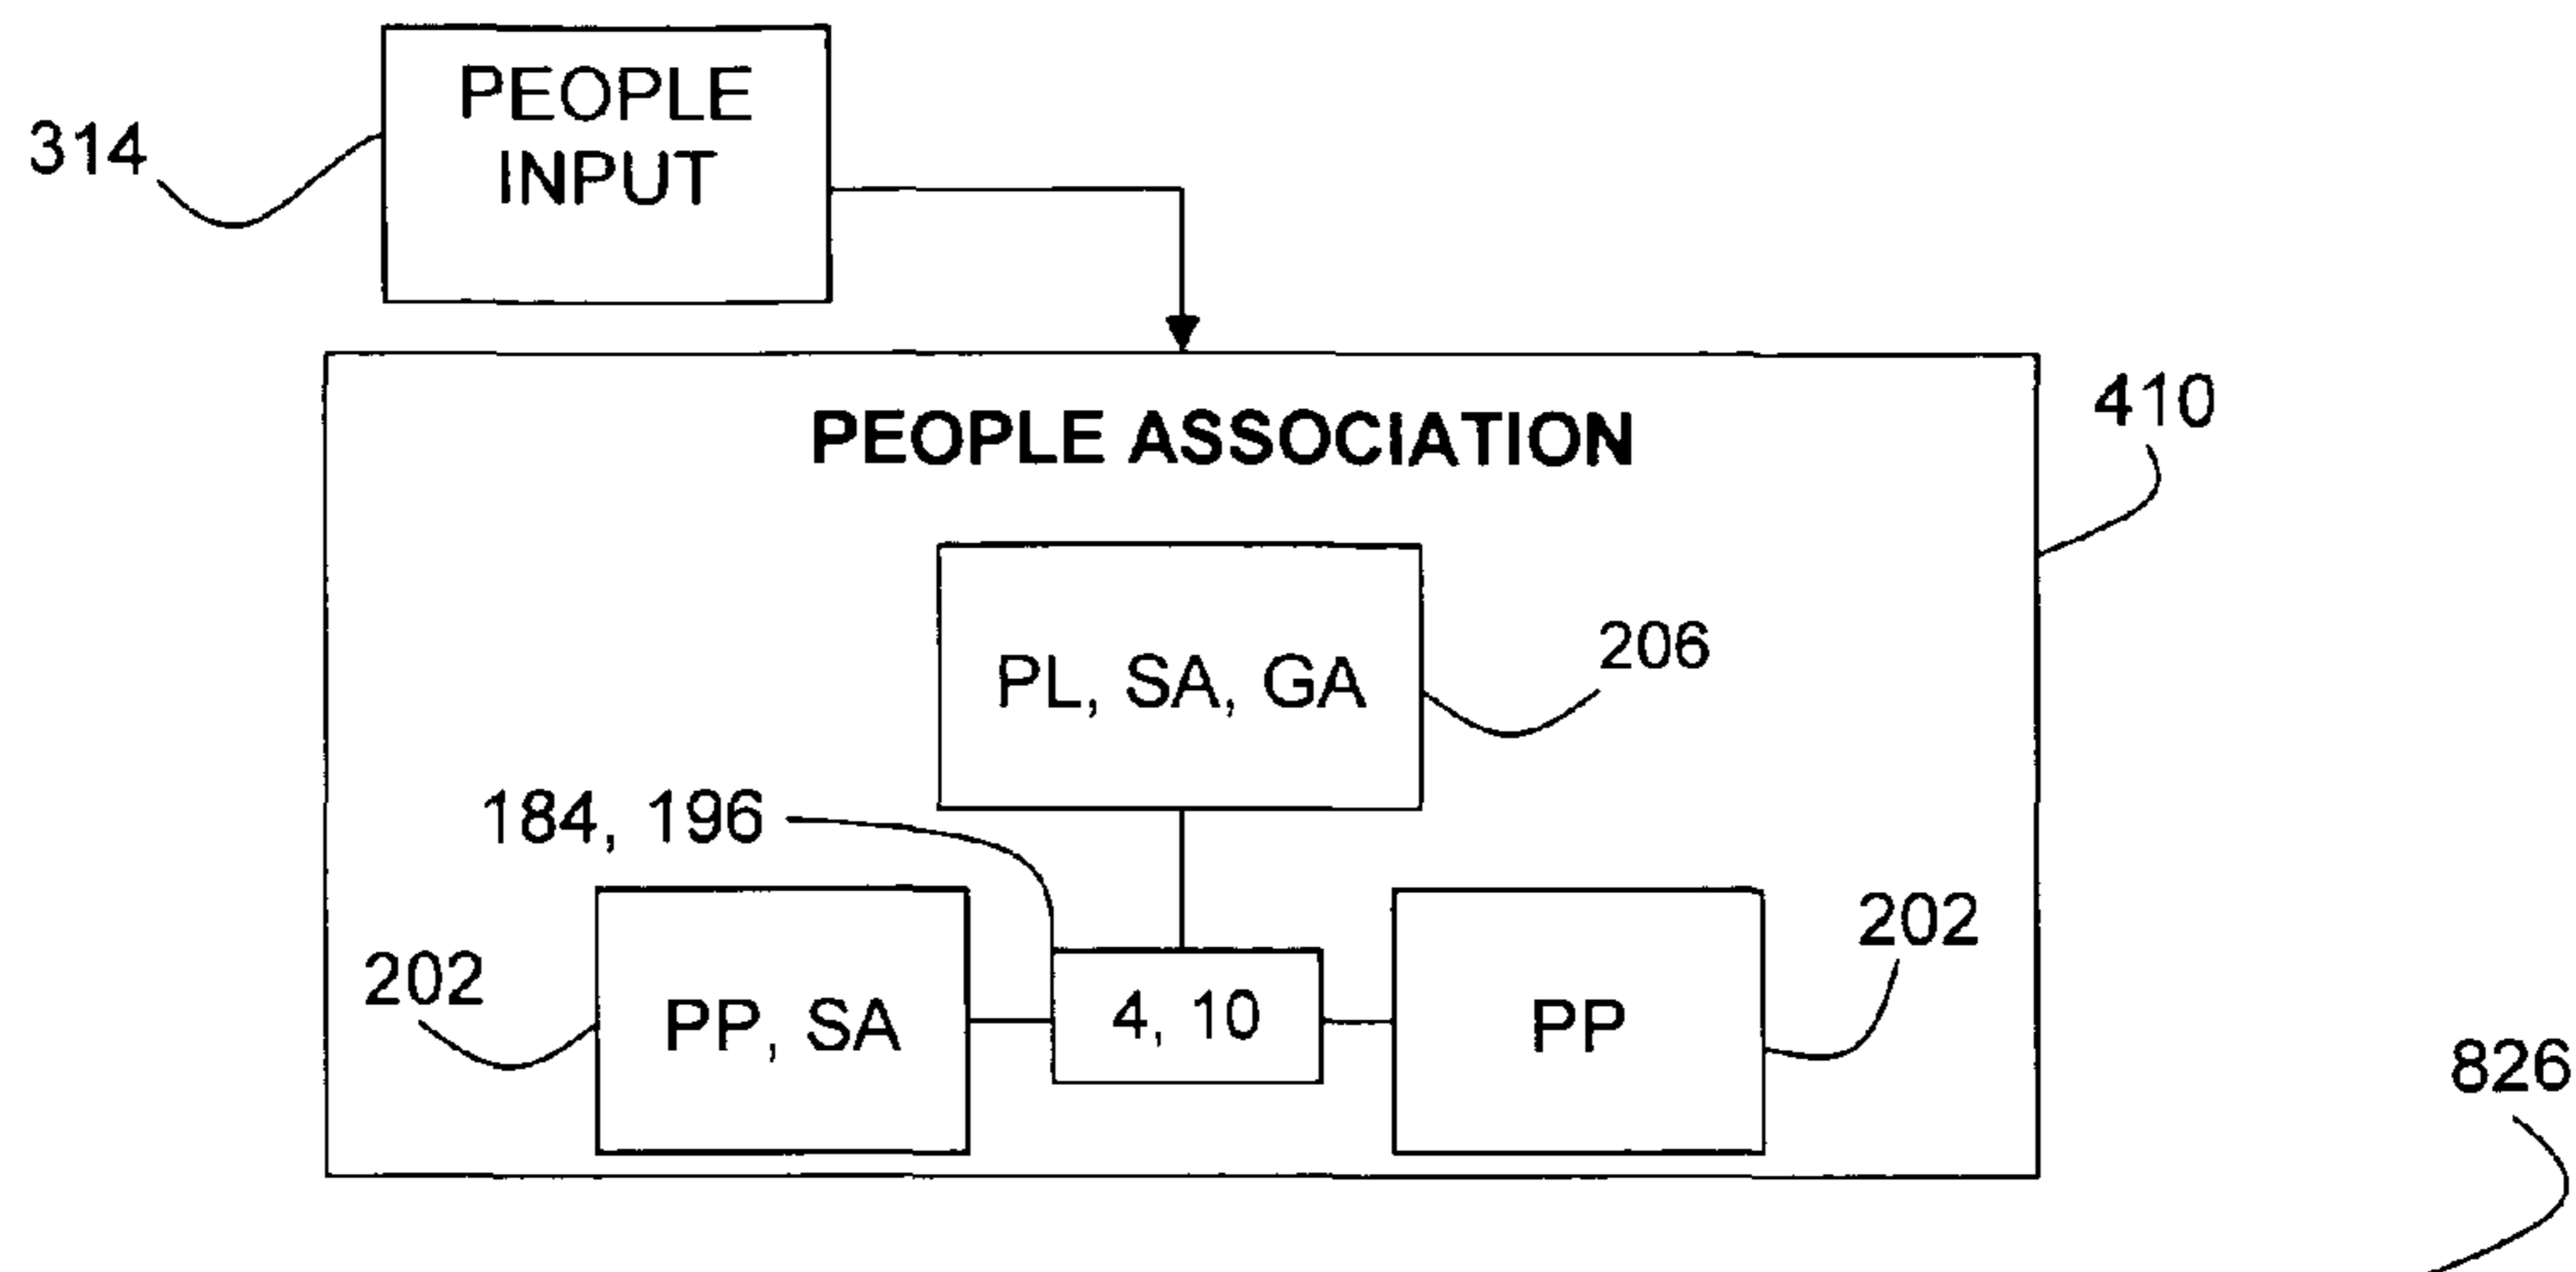 PEOPLE
INPUT
314
PEOPLE ASSOCIATION
410
PL, SA, GA
206
184, 196
202
PP, SA
4, 10
PP
202
826